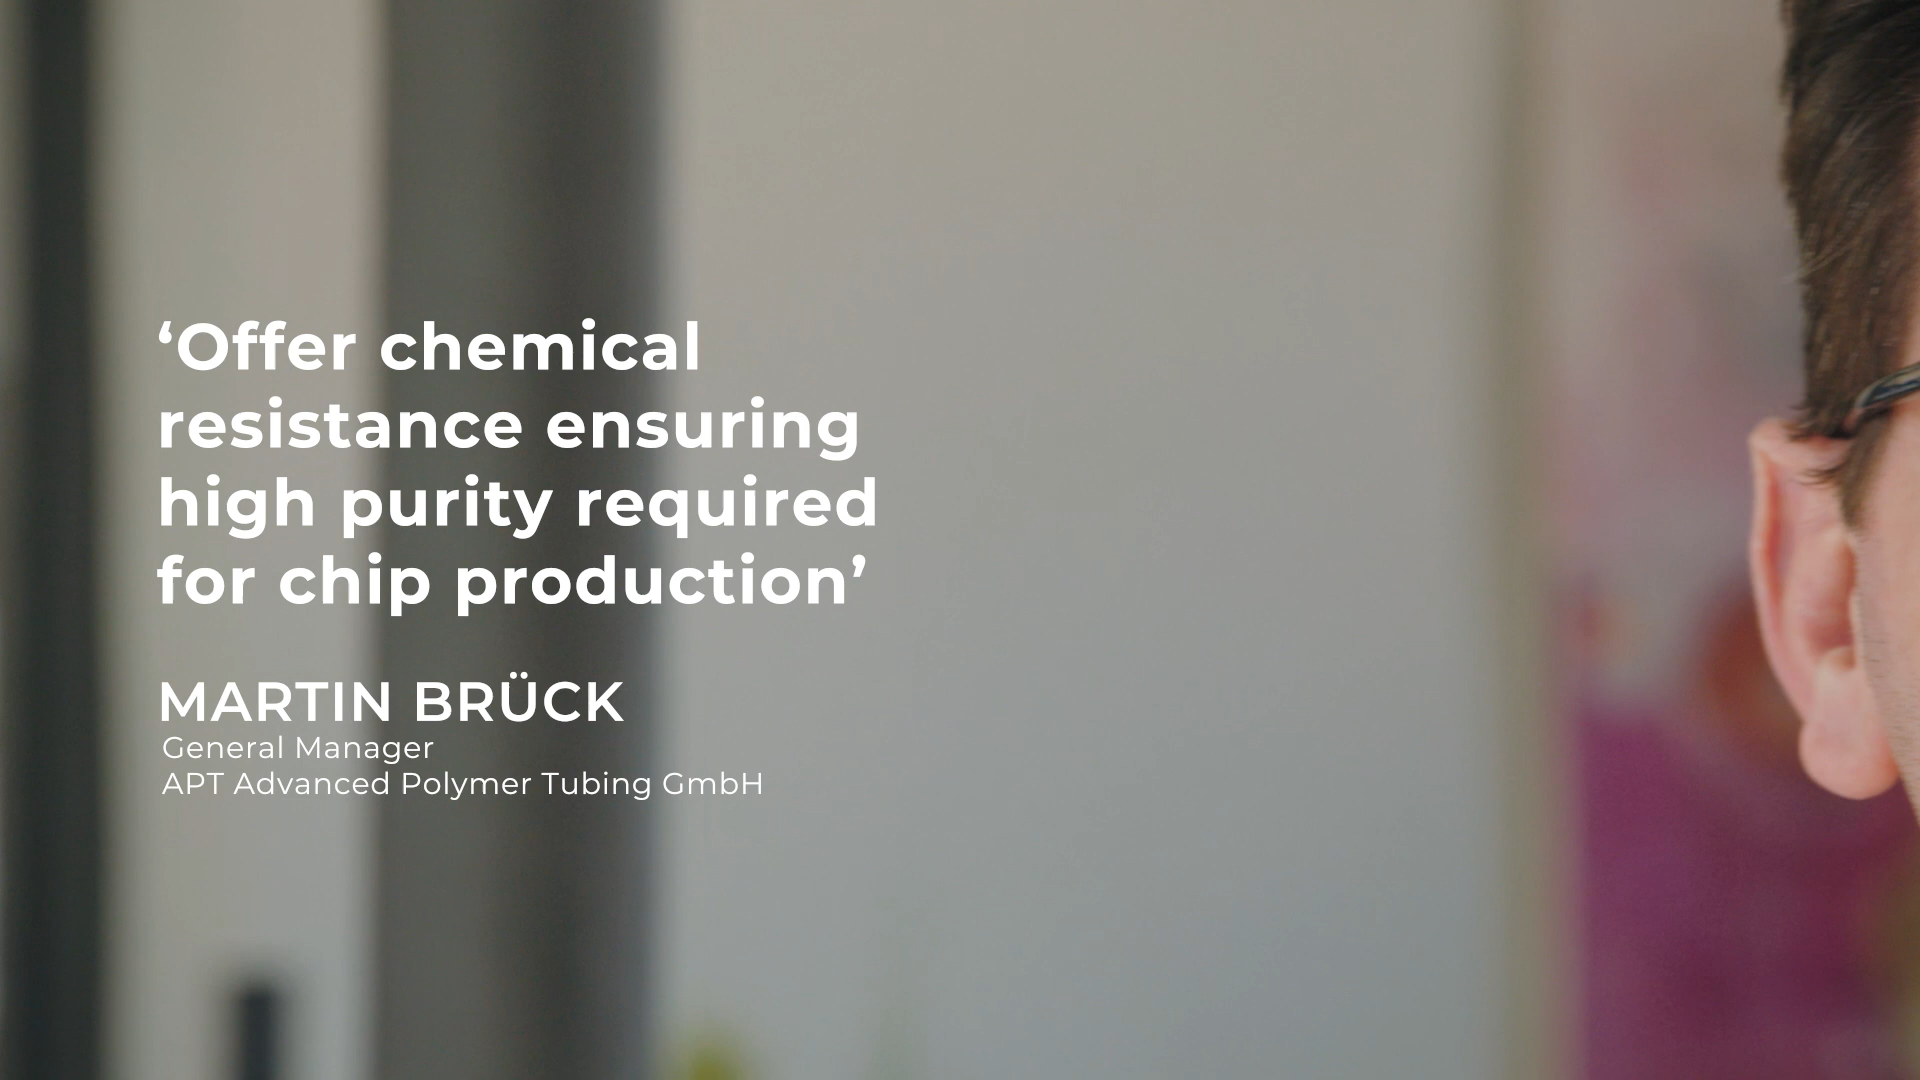 ‘Offer chemical
resistance ensuring
high purity required
for chip production’
MARTIN BRÜCK
General Manager
APT Advanced Polymer Tubing GmbH